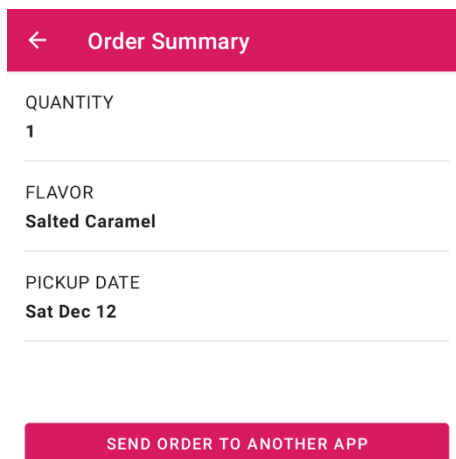 Order Summary
QUANTITY
1
FLAVOR
Salted Caramel
PICKUP DATE
Sat Dec 12
SEND ORDER TO ANOTHER APP